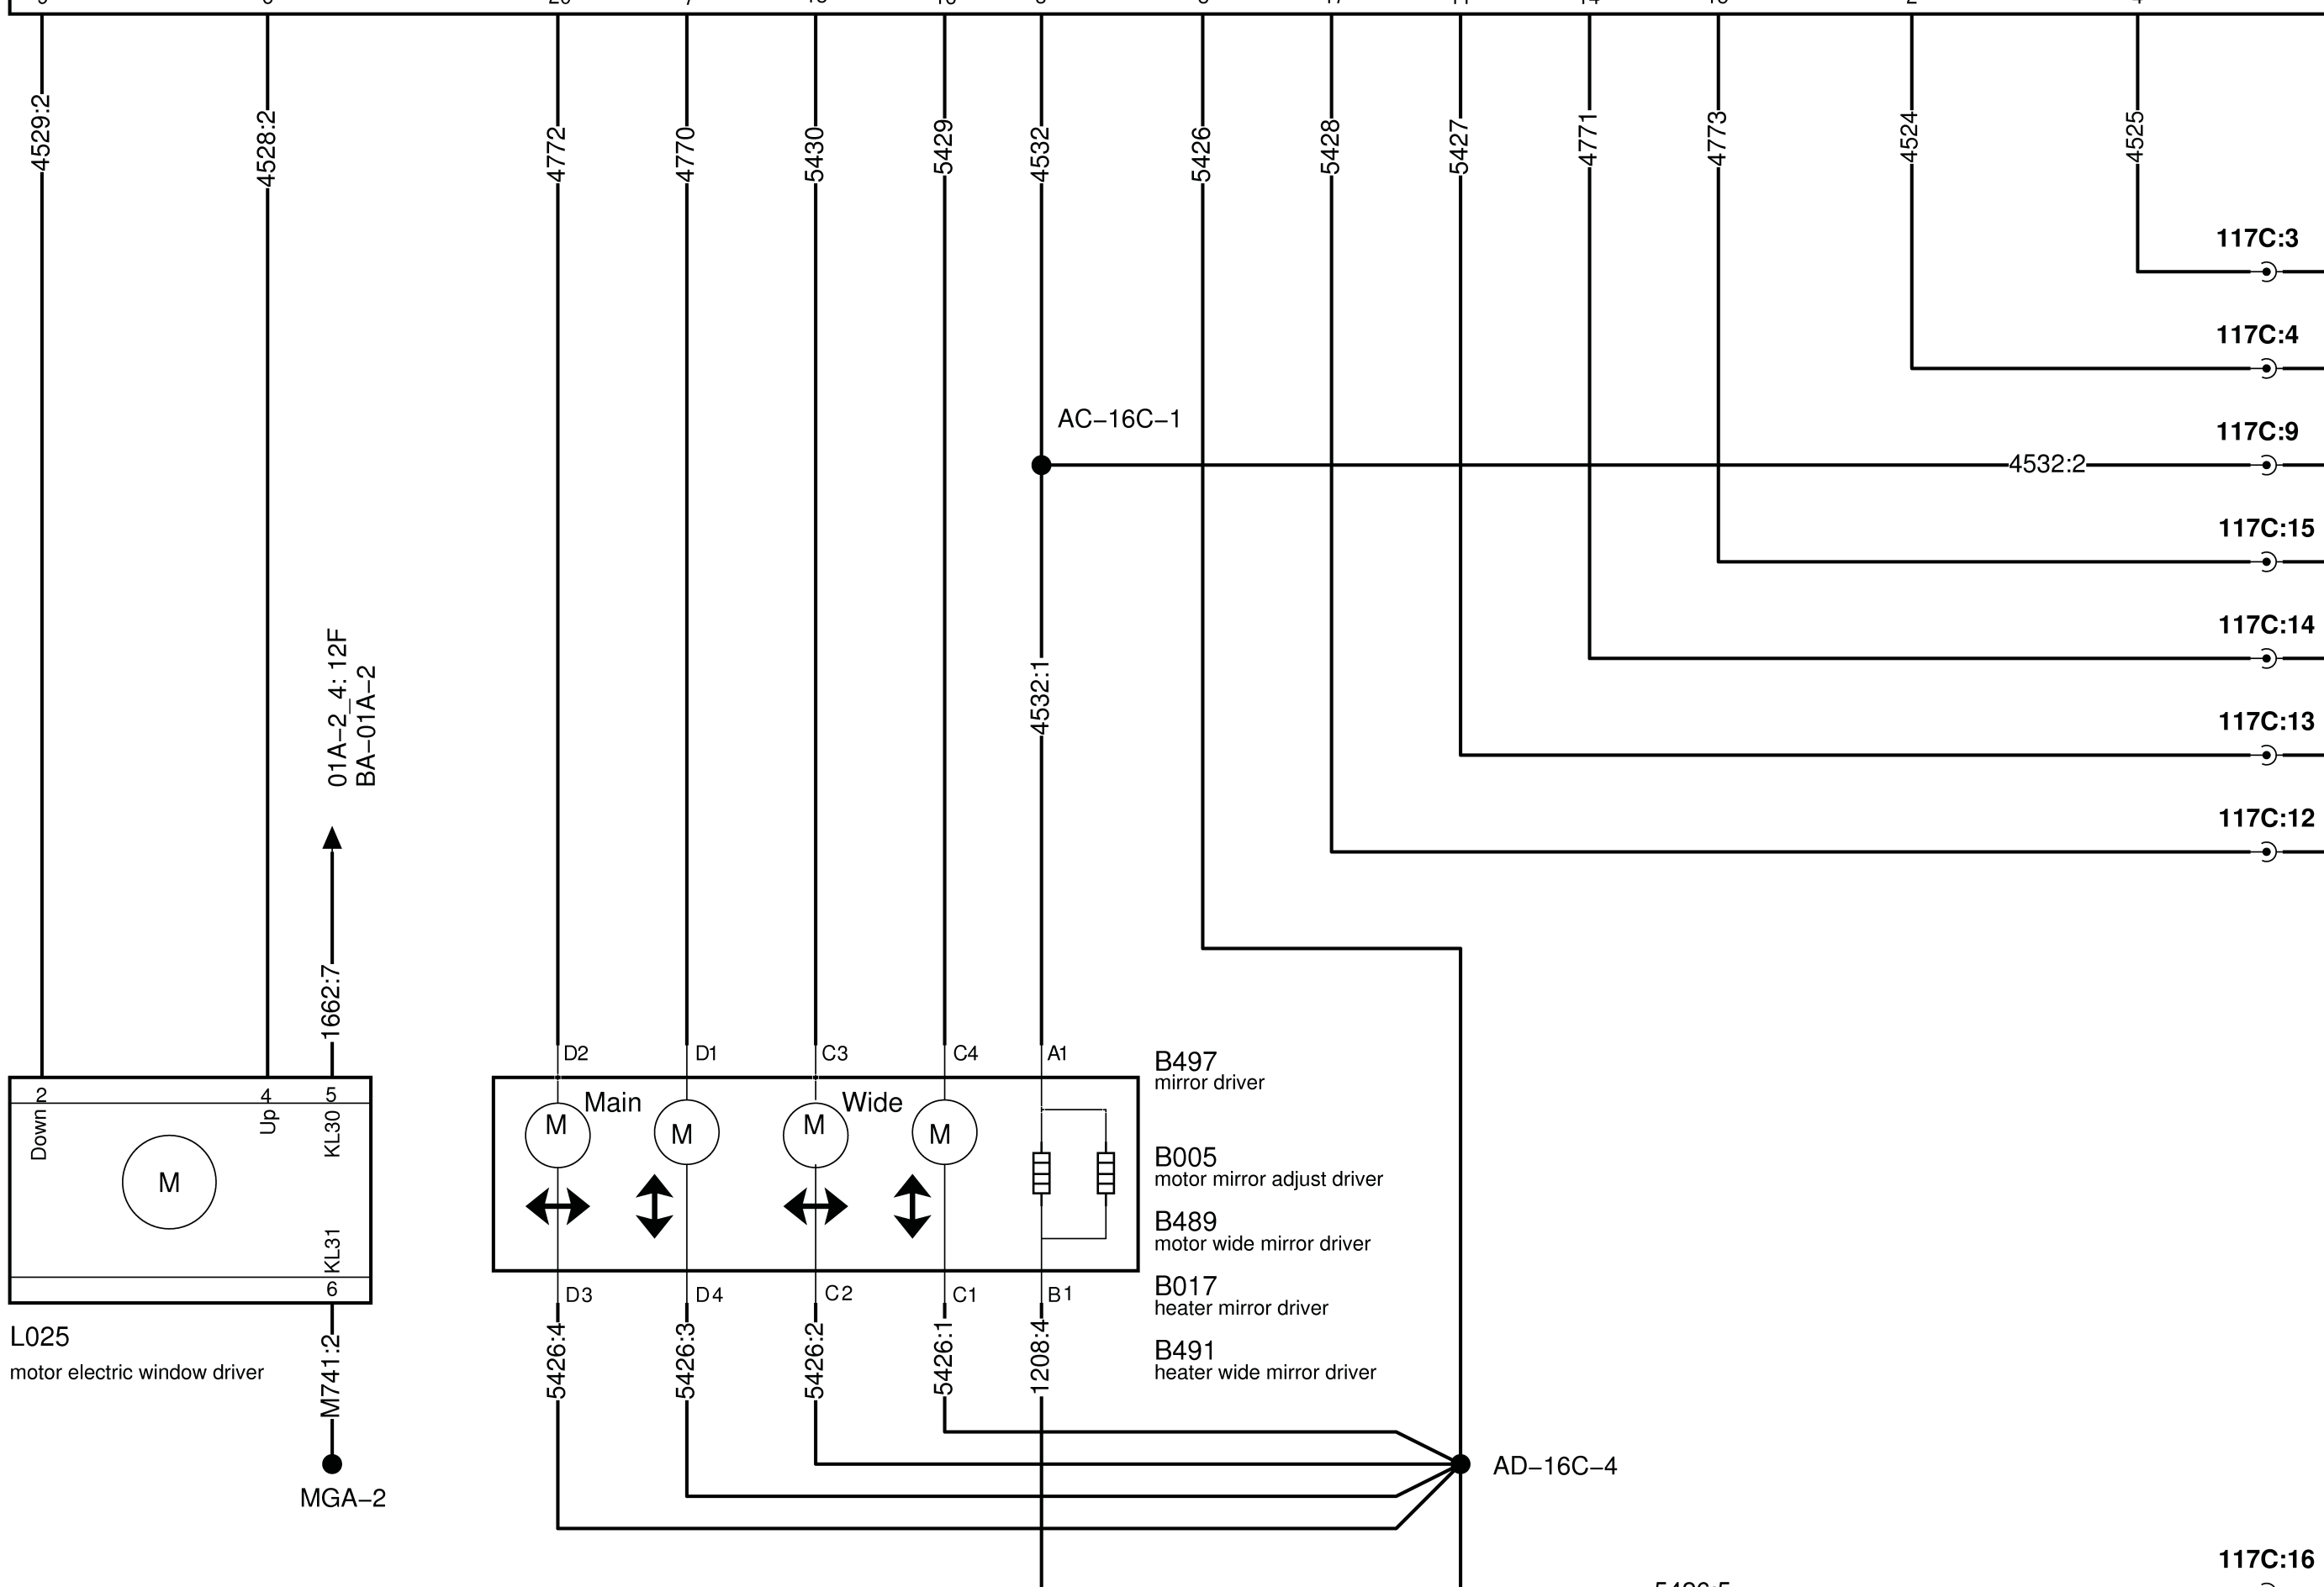 4529:2
4528:2
4772
4770
5430
5429
4532
5426
5428
5427
4771
4773
4524
4525
117C:3
117C:4
AC–16C–1
117C:9
4532:2
117C:15
117C:14
01A–2_4: 12F
BA–01A–2
4532:1
117C:13
117C:12
1662:7
D2
D1
C3
C4
A1
B497
mirror driver
2
4
5
Down
Up
KL30
Main
Wide
M
M
M
M
M
B005
motor mirror adjust driver
B489
motor wide mirror driver
KL31
6
D3
D4
C2
C1
B1
B017
heater mirror driver
L025
motor electric window driver
M741:2
5426:4
5426:3
5426:2
5426:1
1208:4
B491
heater wide mirror driver
AD–16C–4
MGA–2
117C:16